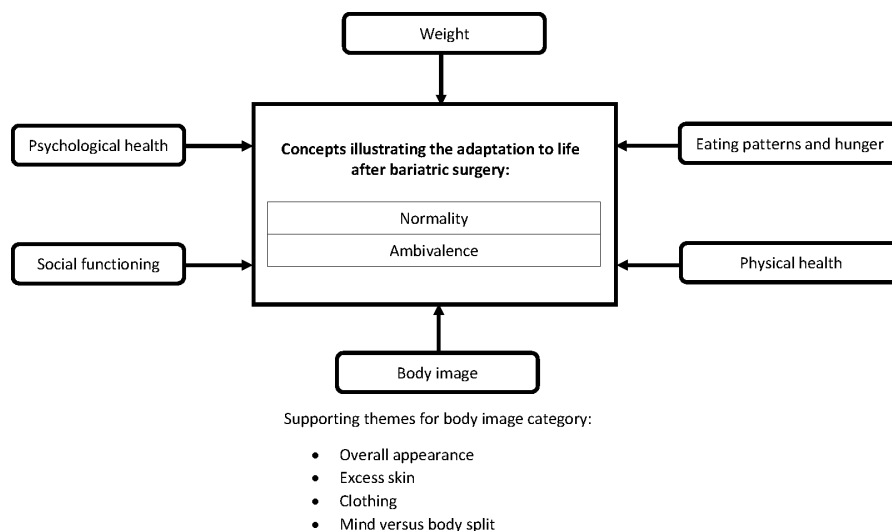 Weight
Psychological health
Concepts illustrating the adaptation to life
after bariatric surgery:
Eating patterns and hunger
Normality
Ambivalence
Social functioning
Physical health
Body image
Supporting themes for body image category:
• Overall appearance
• Excess skin
• Clothing
• Mind versus body split